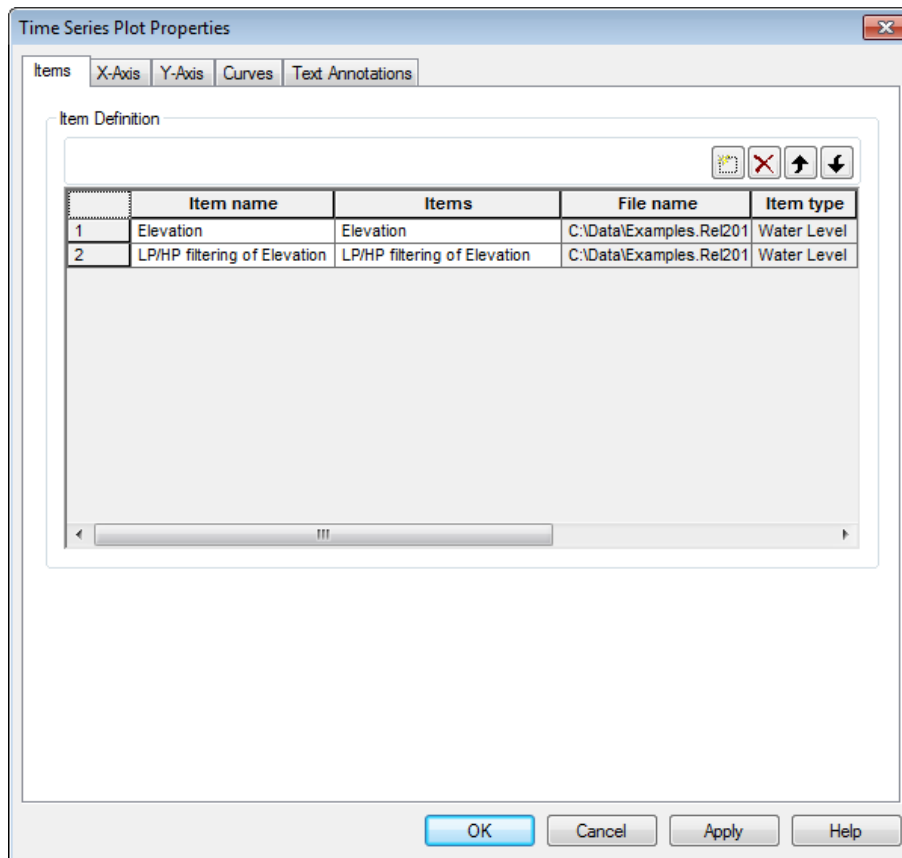 Time Series Plot Properties
Items X-Axis Y-Axis Curves Text Annotations
Item Definition
Item name Items File name Item type
1 Elevation Elevation C:\Data\Examples.Rel201 Water Level
2 LP/HP filtering of Elevation LP/HP filtering of Elevation C:\Data\Examples.Rel201 Water Level
OK Cancel Apply Help